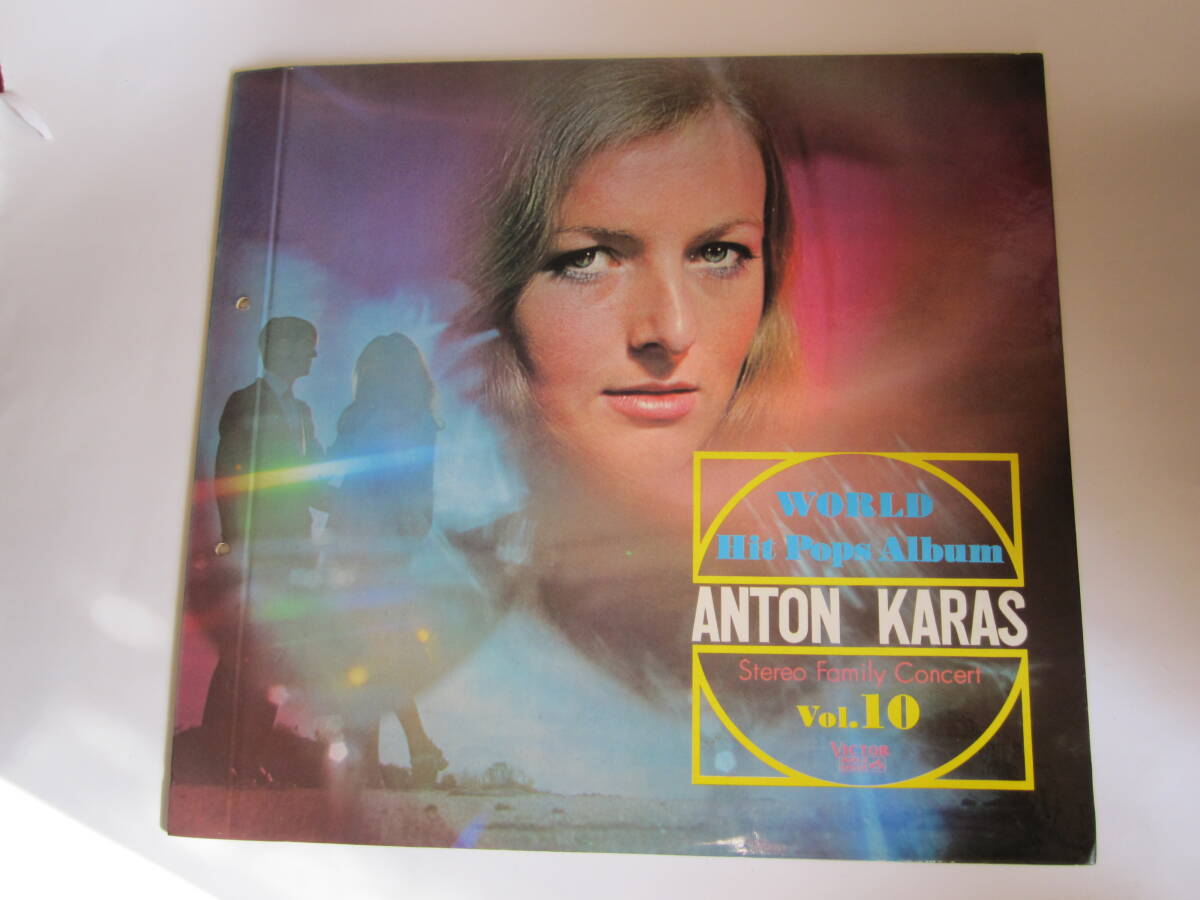 WORLD
Hit Pops Album
ANTON KARAS
Stereo Family Concert
Vol.10
VICTOR